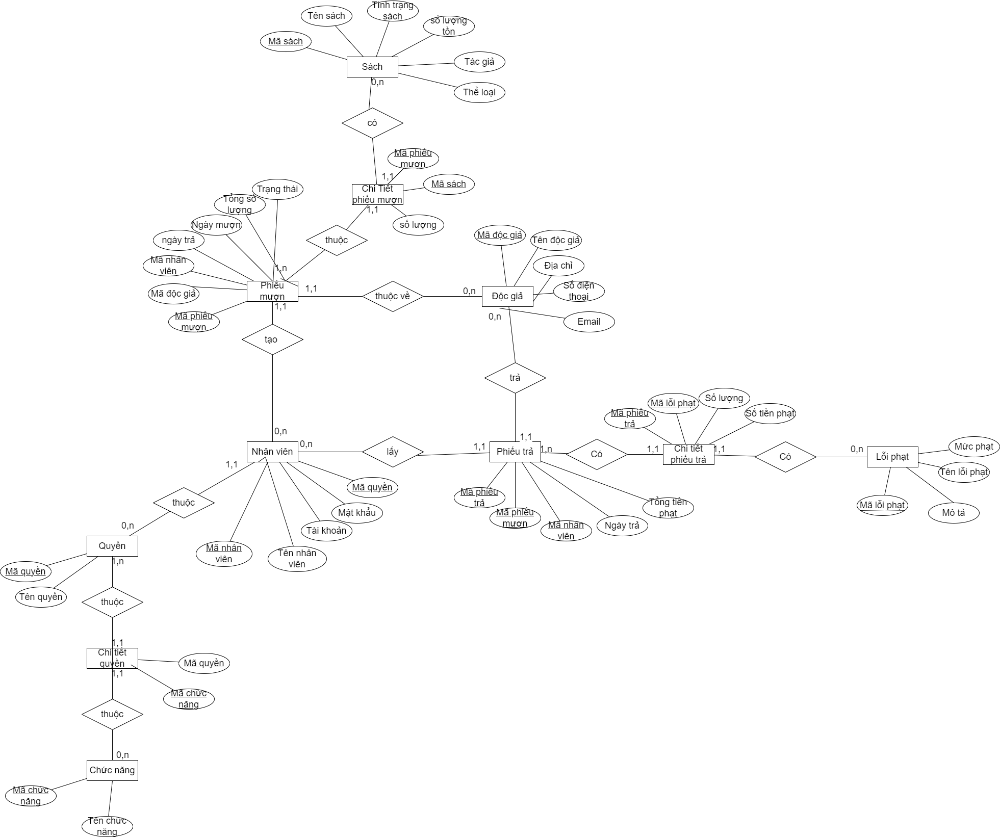 Tình trạng
sách
Tên sách
số lượng
tồn
Mã sách
Tác giả
Sách
0,n
Thể loại
có
Mã phiếu
mượn
1,1
Mã sách
Chi Tiết
phiếu mượn
1,1
số lượng
Trạng thái
Tổng số
lượng
Ngày mượn
ngày trả
thuộc
Mã nhân
viên
1,n
Mã độc giả
Phiếu
mượn
1,1
1,1
Mã phiếu
mượn
thuộc về
0,n
Mã độc giả
Tên độc giả
Địa chỉ
Số điện
thoại
Độc giả
0,n
Email
tạo
trả
0,n
Nhân viên
0,n
lấy
1,1
1,1
Phiếu trả
1,n
Có
1,1
Mã phiếu
trả
Mã lỗi phạt
Số lượng
Số tiền phạt
Chi tiết
phiếu trả
1,1
Có
0,n
Lỗi phạt
Mức phạt
Tên lỗi phạt
Mã lỗi phạt
Mô tả
1,1
Mã quyền
Mật khẩu
Tài khoản
Mã nhân
viên
Tên nhân
viên
Mã phiếu
trả
Mã phiếu
mượn
Mã nhân
viên
Ngày trả
Tổng tiền
phạt
thuộc
0,n
Quyền
1,n
Mã quyền
Tên quyền
thuộc
1,1
Chi tiết
quyền
1,1
Mã quyền
Mã chức
năng
thuộc
0,n
Chức năng
Mã chức
năng
Tên chức
năng